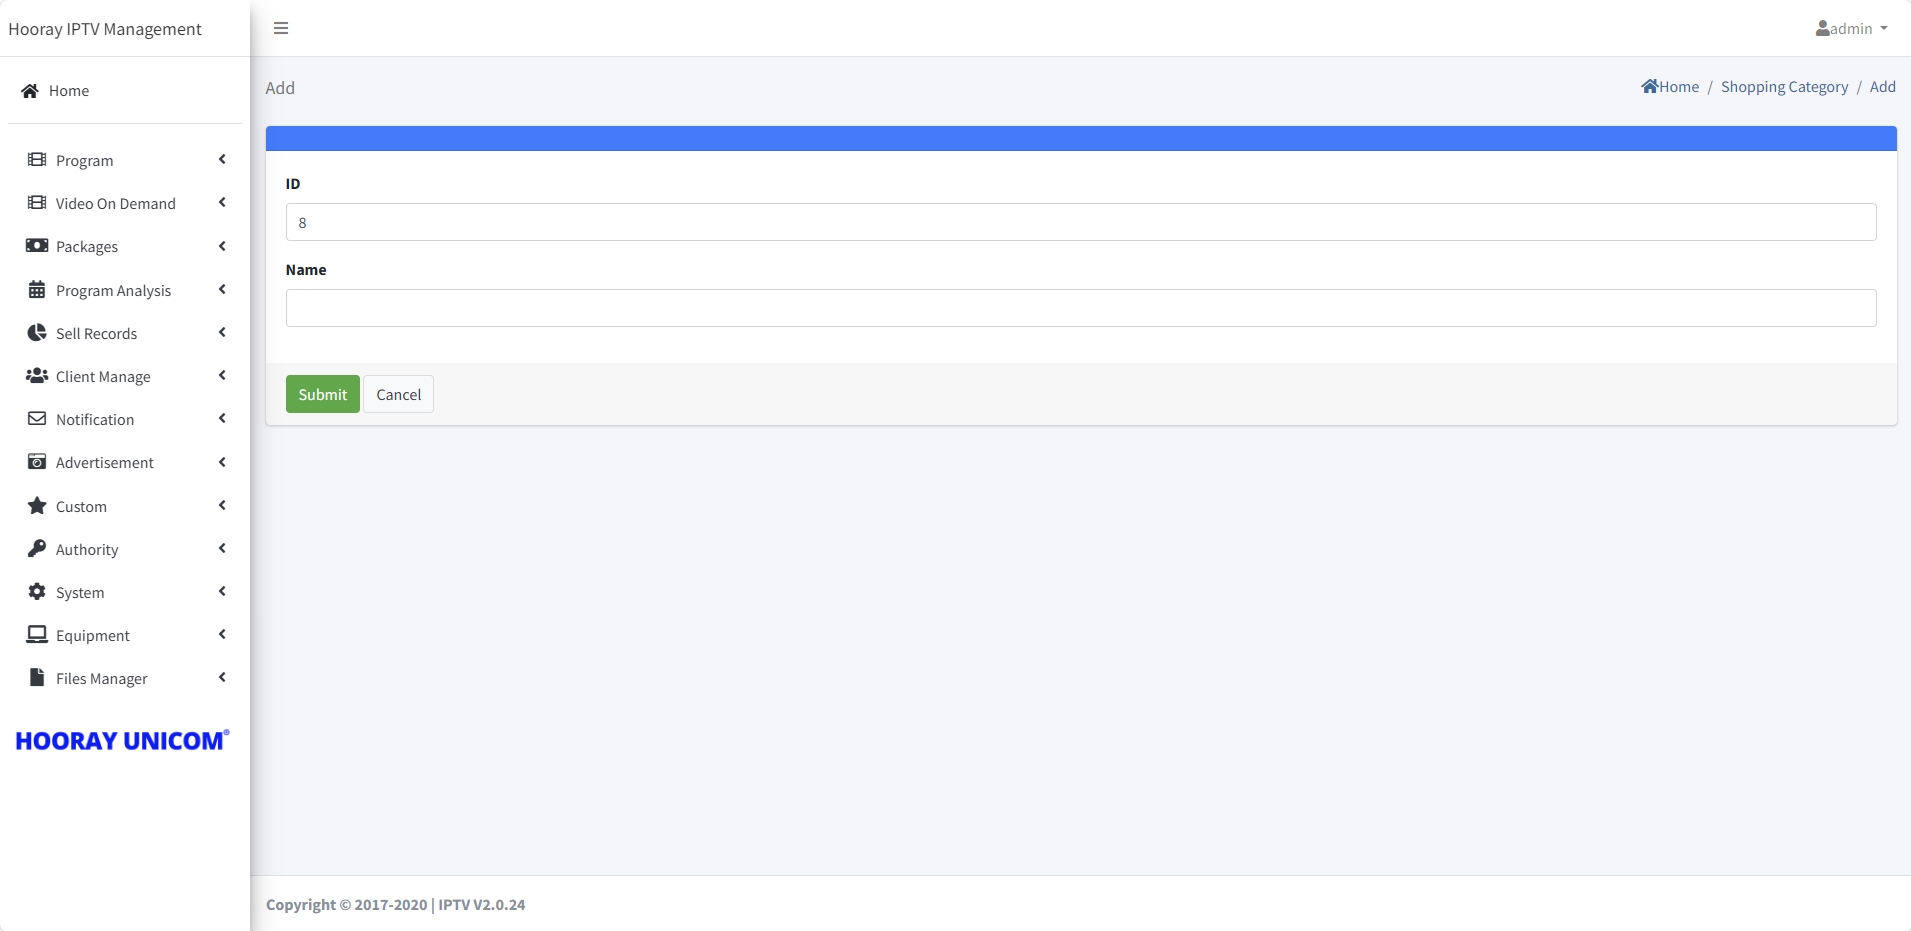 Hooray IPTV Management
admin
Home
Add
Home / Shopping Category / Add
Program
Video On Demand
Packages
Program Analysis
Sell Records
Client Manage
Notification
Advertisement
Custom
Authority
System
Equipment
Files Manager
HOORAY UNICOM®
ID
8
Name
Submit
Cancel
Copyright © 2017-2020 | IPTV V2.0.24